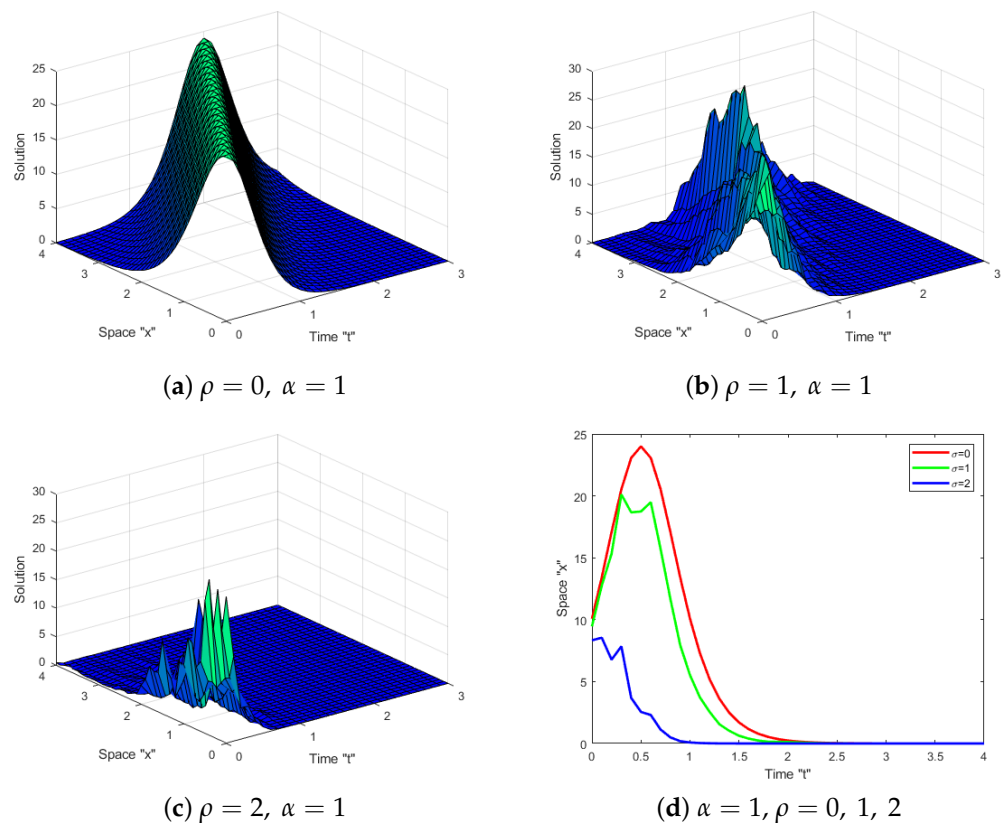 25
20
15
10
5
0
Solution
4
3
2
1
0
Space "x"
0
1
2
3
Time "t"
(a) ρ = 0, α = 1
30
25
20
15
10
5
0
Solution
4
3
2
1
0
Space "x"
0
1
2
3
Time "t"
(b) ρ = 1, α = 1
30
25
20
15
10
5
0
Solution
4
3
2
1
0
Space "x"
0
1
2
3
Time "t"
(c) ρ = 2, α = 1
25
20
15
10
5
0
Space "x"
σ=0
σ=1
σ=2
0 0.5 1 1.5 2 2.5 3 3.5 4
Time "t"
(d) α = 1, ρ = 0, 1, 2